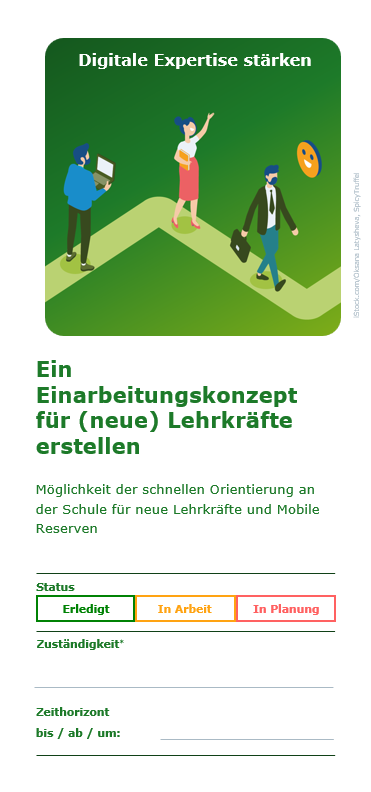 Digitale Expertise stärken
iStock.com/Oksana Latysheva, SpicyTruffel
Ein
Einarbeitungskonzept
für (neue) Lehrkräfte
erstellen
Möglichkeit der schnellen Orientierung an
der Schule für neue Lehrkräfte und Mobile
Reserven
Status
Erledigt In Arbeit In Planung
Zuständigkeit*
Zeithorizont
bis / ab / um: